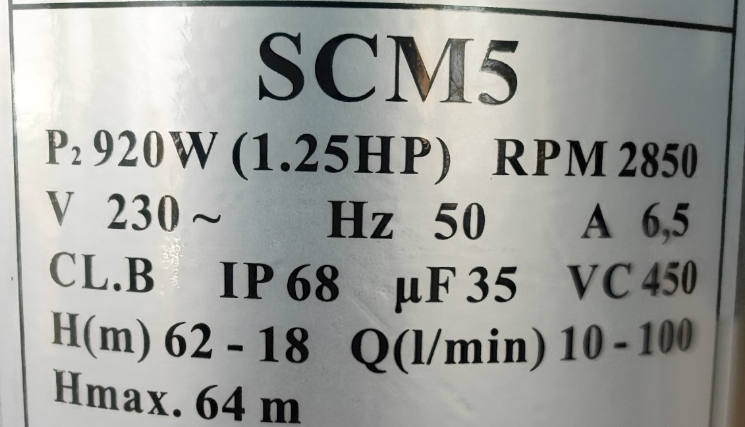 SCM5
P₂ 920W (1.25HP) RPM 2850
V 230 ~ Hz 50 A 6,5
CL.B IP 68 µF 35 VC 450
H(m) 62 - 18 Q(l/min) 10 - 100
Hmax. 64 m